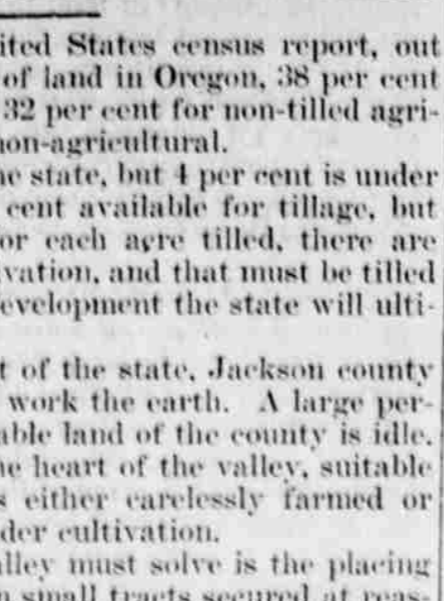 ited States census report, out
of land in Oregon, 38 per cent
32 per cent for non-tilled agri-
non-agricultural.
ne state, but 4 per cent is under
cent available for tillage, but
or each acre tilled, there are
ivation, and that must be tilled
evelopment the state will ulti-
t of the state, Jackson county
work the earth. A large per-
able land of the county is idle.
he heart of the valley, suitable
s either carelessly farmed or
der cultivation.
alley must solve is the placing
n small tracts secured at reas-